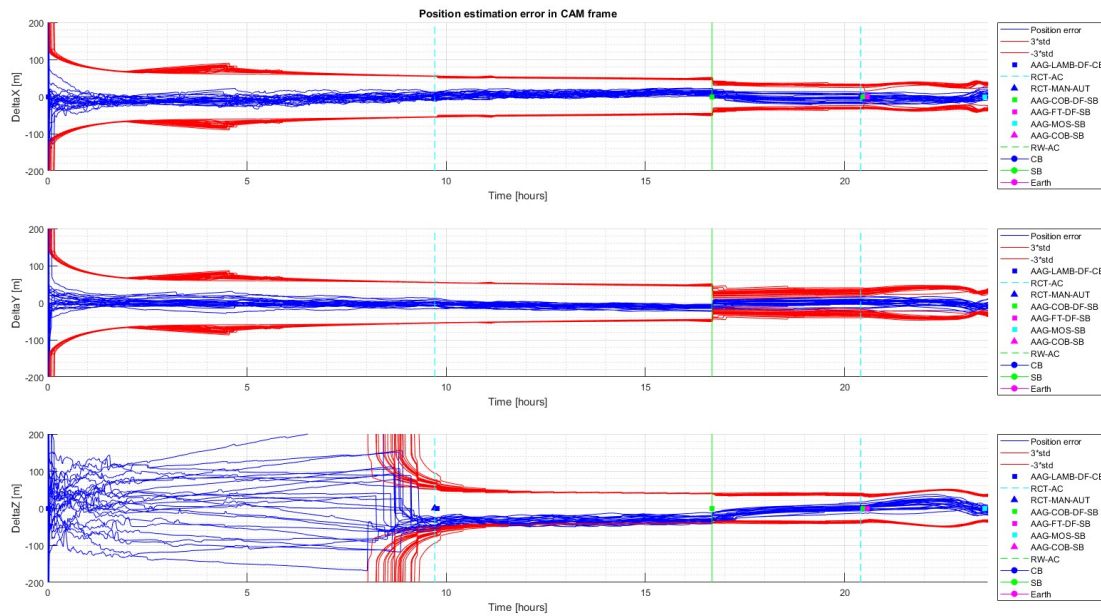 Position estimation error in CAM frame
200
100
0
-100
-200
DeltaX [m]
0
5
10
15
20
Time [hours]
Position error
3*std
-3*std
AAG-LAMB-DF-CB
RCT-AC
RCT-MAN-AUT
AAG-COB-DF-SB
AAG-FT-DF-SB
AAG-MOS-SB
AAG-COB-SB
RW-AC
CB
SB
Earth
200
100
0
-100
-200
DeltaY [m]
0
5
10
15
20
Time [hours]
Position error
3*std
-3*std
AAG-LAMB-DF-CB
RCT-AC
RCT-MAN-AUT
AAG-COB-DF-SB
AAG-FT-DF-SB
AAG-MOS-SB
AAG-COB-SB
RW-AC
CB
SB
Earth
200
100
0
-100
-200
DeltaZ [m]
0
5
10
15
20
Time [hours]
Position error
3*std
-3*std
AAG-LAMB-DF-CB
RCT-AC
RCT-MAN-AUT
AAG-COB-DF-SB
AAG-FT-DF-SB
AAG-MOS-SB
AAG-COB-SB
RW-AC
CB
SB
Earth